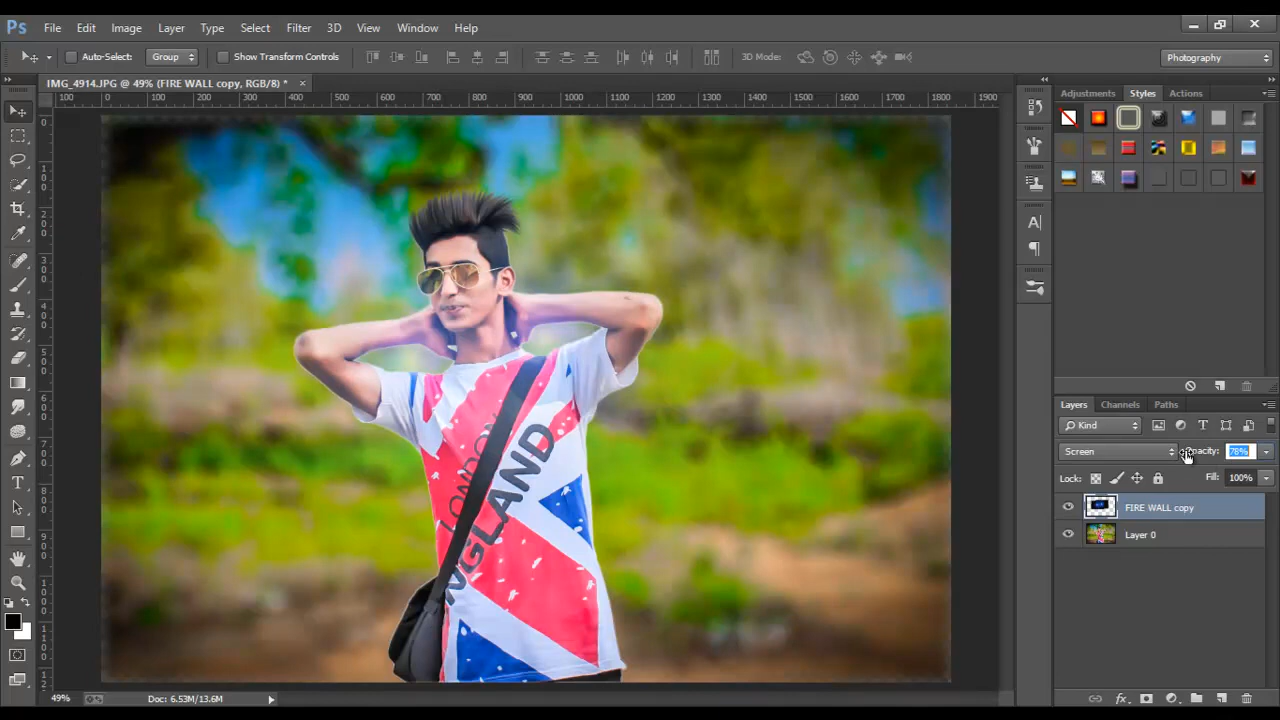 Ps File Edit Image Layer Type Select Filter 3D View Window Help
Auto-Select: Group Show Transform Controls 3D Mode: Photography
IMG_4914.JPG @ 49% (FIRE WALL copy, RGB/8) * ×
100 0 100 200 300 400 500 600 700 800 900 1000 1100 1200 1300 1400 1500 1600 1700 1800 1900
Adjustments Styles Actions
LONDON
ENGLAND
Layers Channels Paths
Kind
Screen Opacity: 78%
Lock: Fill: 100%
FIRE WALL copy
Layer 0
49% Doc: 6.53M/13.6M